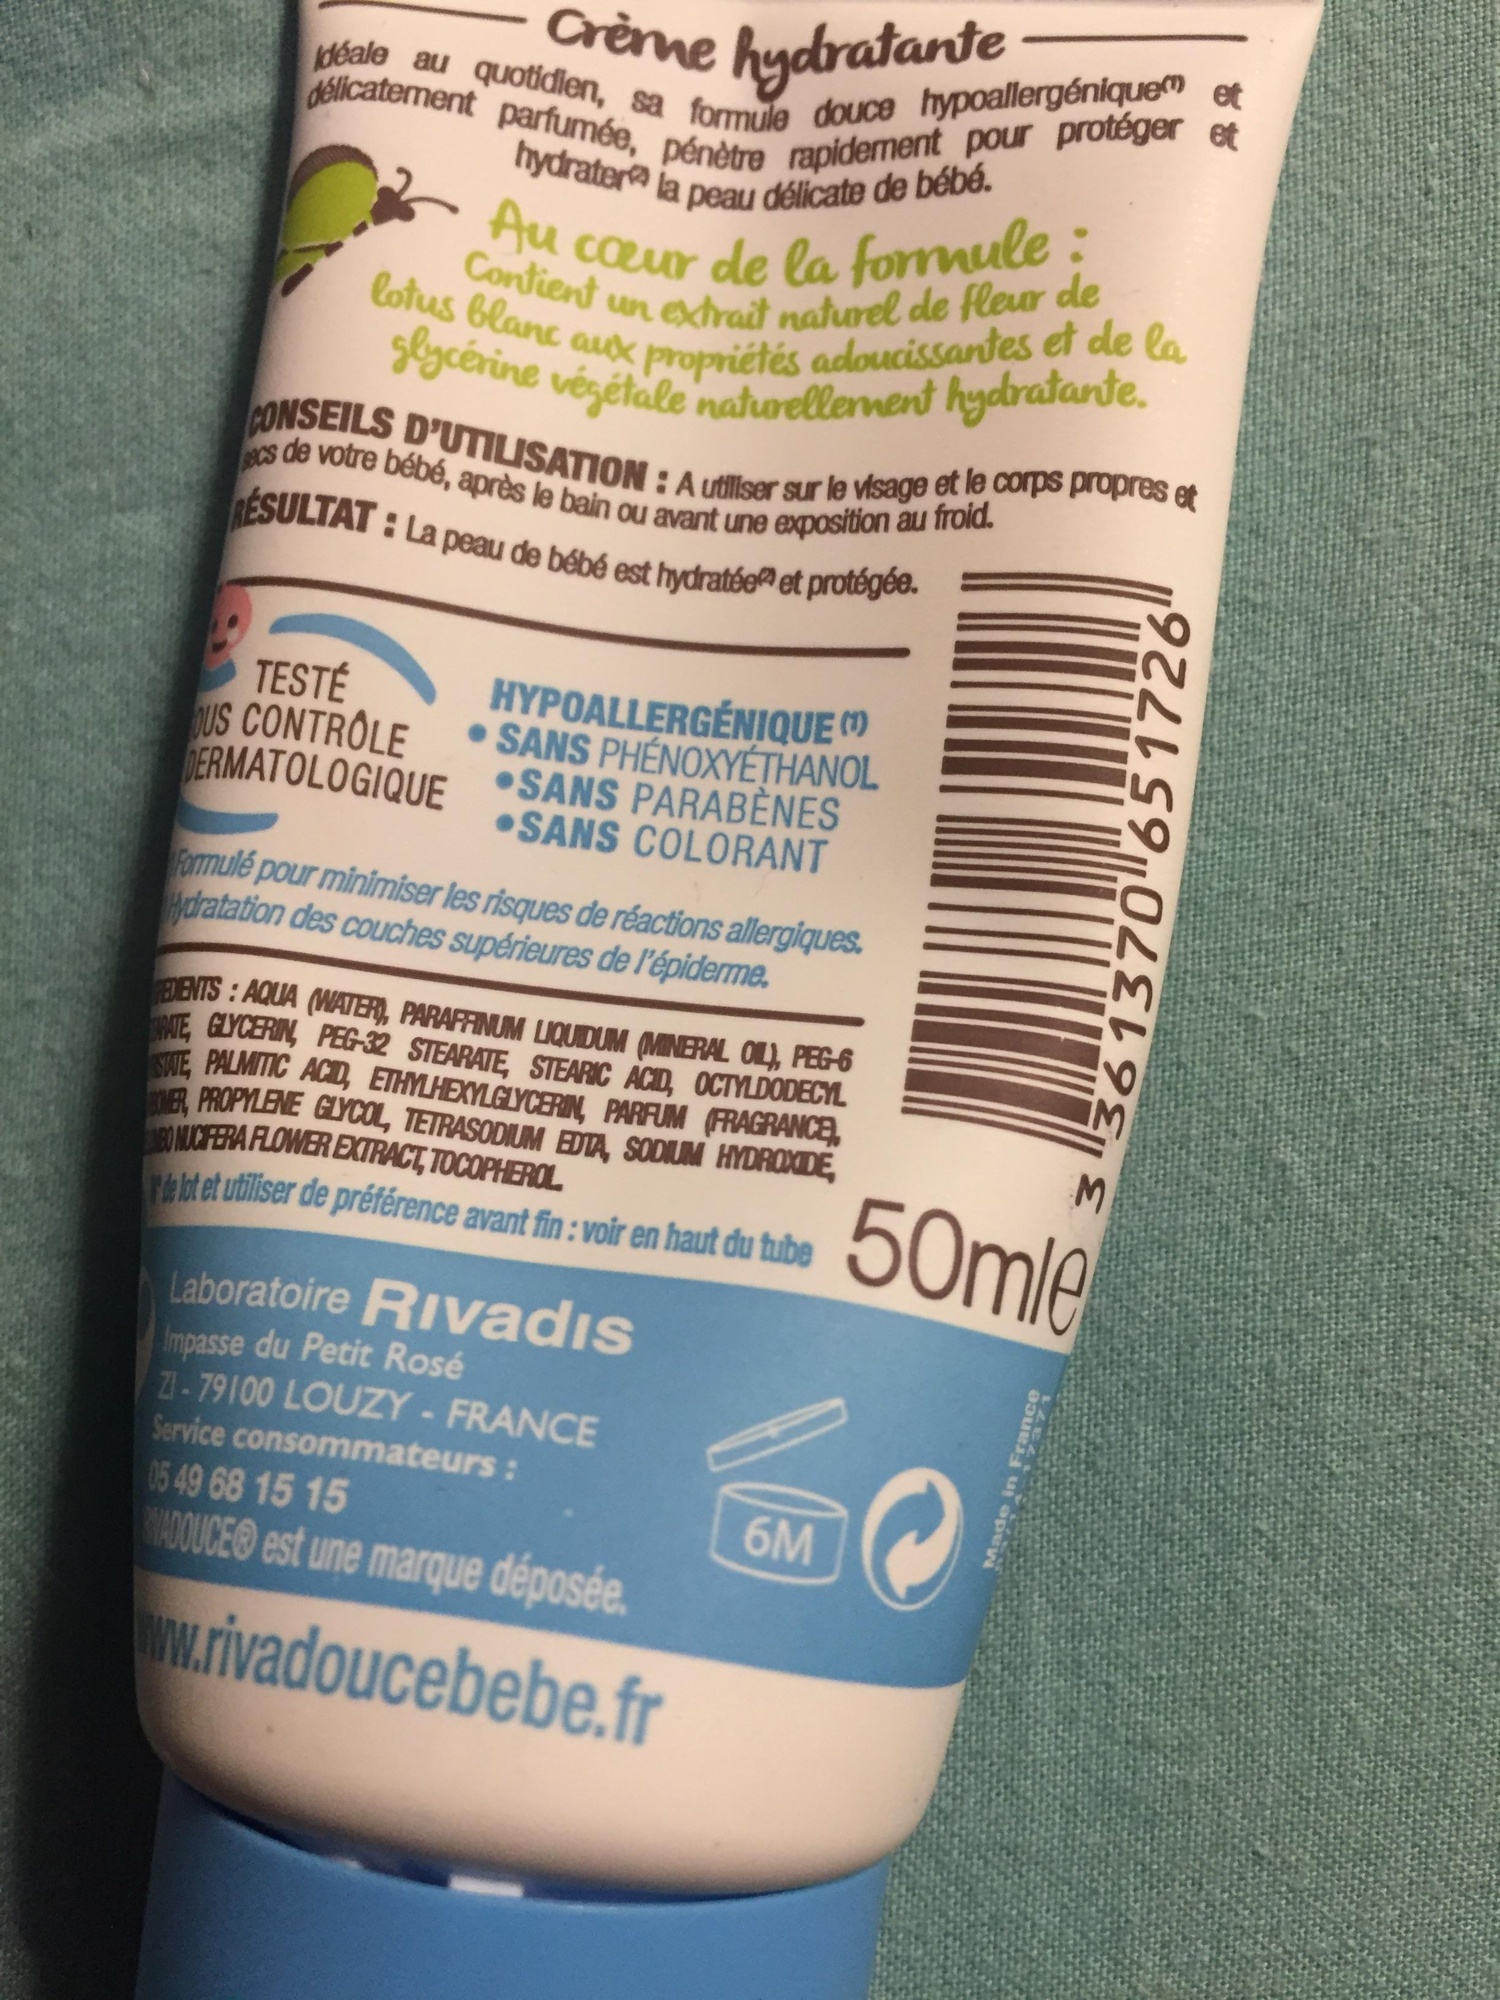 Crème hydratante
Idéale au quotidien, sa formule douce hypoallergénique(1) et
délicatement parfumée, pénètre rapidement pour protéger et
hydrater(2) la peau délicate de bébé.
Au cœur de la formule :
Contient un extrait naturel de fleur de
lotus blanc aux propriétés adoucissantes et de la
glycérine végétale naturellement hydratante.
CONSEILS D'UTILISATION : A utiliser sur le visage et le corps propres et
secs de votre bébé, après le bain ou avant une exposition au froid.
RÉSULTAT : La peau de bébé est hydratée(2) et protégée.
TESTÉ
OUS CONTRÔLE
DERMATOLOGIQUE
HYPOALLERGÉNIQUE (1)
• SANS PHÉNOXYÉTHANOL
• SANS PARABÈNES
• SANS COLORANT
Formulé pour minimiser les risques de réactions allergiques.
Hydratation des couches supérieures de l'épiderme.
REDIENTS : AQUA (WATER), PARAFFINUM LIQUIDUM (MINERAL OIL), PEG-6
ARATE, GLYCERIN, PEG-32 STEARATE, STEARIC ACID, OCTYLDODECYL
ISTATE, PALMITIC ACID, ETHYLHEXYLGLYCERIN, PARFUM (FRAGRANCE),
BOMER, PROPYLENE GLYCOL, TETRASODIUM EDTA, SODIUM HYDROXIDE,
UMBO NUCIFERA FLOWER EXTRACT, TOCOPHEROL.
N° de lot et utiliser de préférence avant fin : voir en haut du tube
50ml e
3 361370 651726
Laboratoire RIVADIS
Impasse du Petit Rosé
ZI - 79100 LOUZY - FRANCE
Service consommateurs :
05 49 68 15 15
RIVADOUCE® est une marque déposée.
6M
Made in France
www.rivadoucebebe.fr